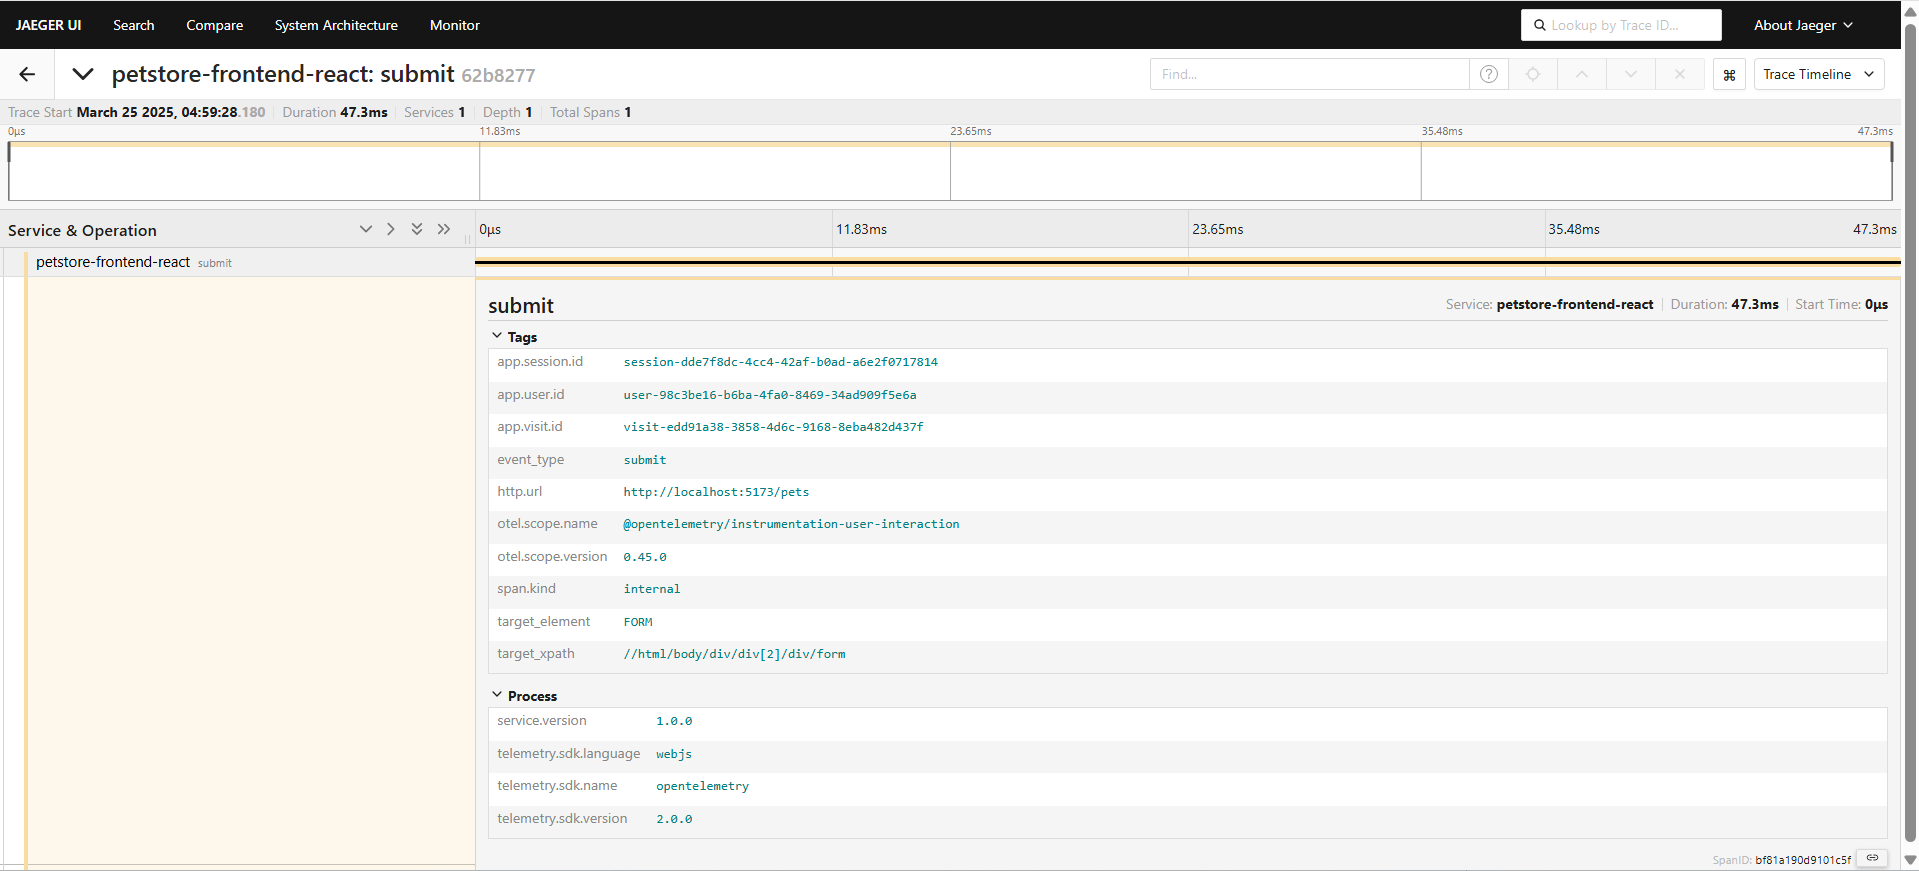 JAEGER UI Search Compare System Architecture Monitor Lookup by Trace ID... About Jaeger
petstore-frontend-react: submit 62b8277 Find... ? ⌘ Trace Timeline
Trace Start March 25 2025, 04:59:28.180 Duration 47.3ms Services 1 Depth 1 Total Spans 1
0μs 11.83ms 23.65ms 35.48ms 47.3ms
Service & Operation 0μs 11.83ms 23.65ms 35.48ms 47.3ms
petstore-frontend-react submit
submit Service: petstore-frontend-react Duration: 47.3ms Start Time: 0μs
Tags
app.session.id session-dde7f8dc-4cc4-42af-b0ad-a6e2f0717814
app.user.id user-98c3be16-b6ba-4fa0-8469-34ad909f5e6a
app.visit.id visit-edd91a38-3858-4d6c-9168-8eba482d437f
event_type submit
http.url http://localhost:5173/pets
otel.scope.name @opentelemetry/instrumentation-user-interaction
otel.scope.version 0.45.0
span.kind internal
target_element FORM
target_xpath //html/body/div/div[2]/div/form
Process
service.version 1.0.0
telemetry.sdk.language webjs
telemetry.sdk.name opentelemetry
telemetry.sdk.version 2.0.0
SpanID: bf81a190d9101c5f